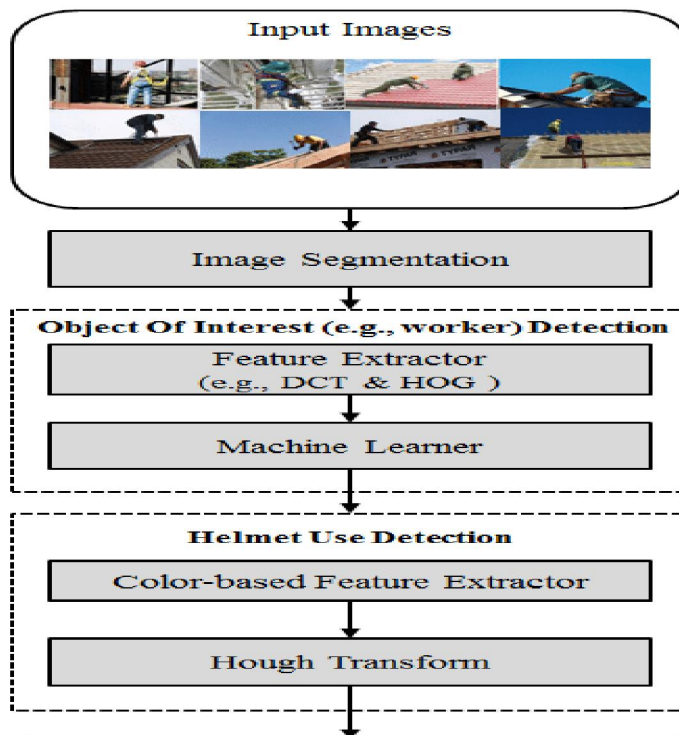 Input Images
Image Segmentation
Object Of Interest (e.g., worker) Detection
Feature Extractor
(e.g., DCT & HOG )
Machine Learner
Helmet Use Detection
Color-based Feature Extractor
Hough Transform